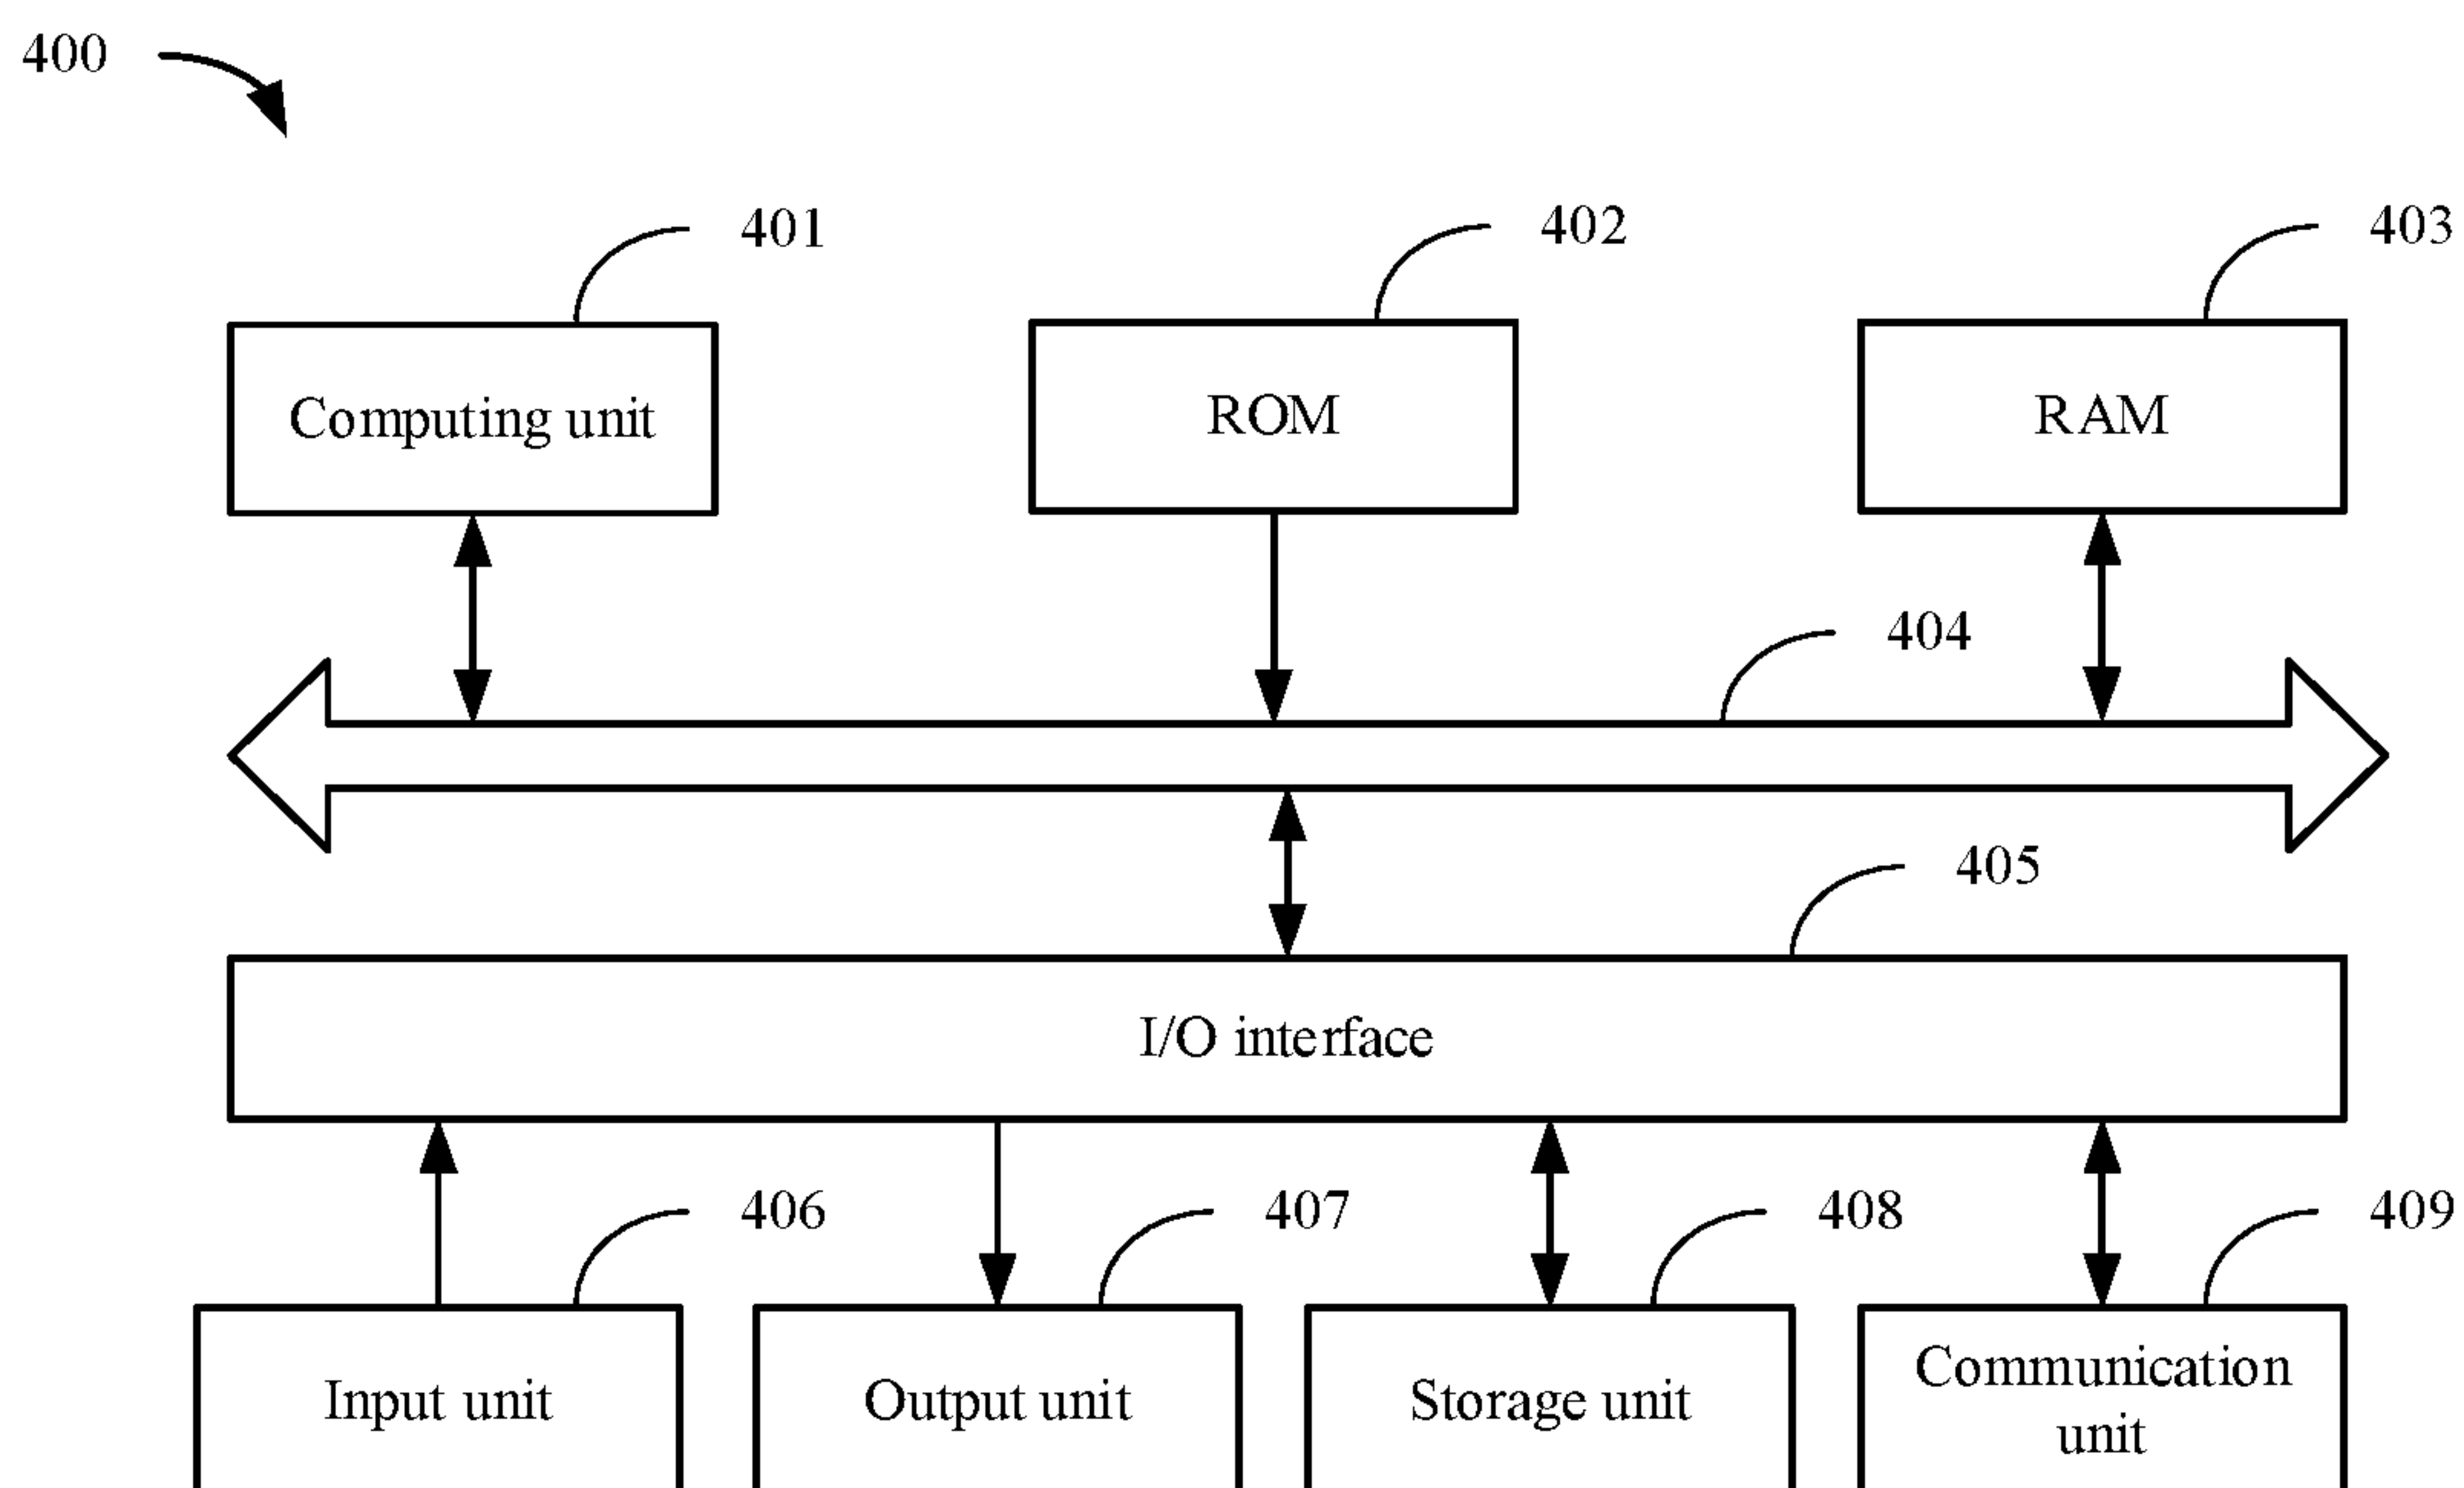 400
401
402
403
Computing unit
ROM
RAM
404
405
I/O interface
406
407
408
409
Input unit
Output unit
Storage unit
Communication
unit